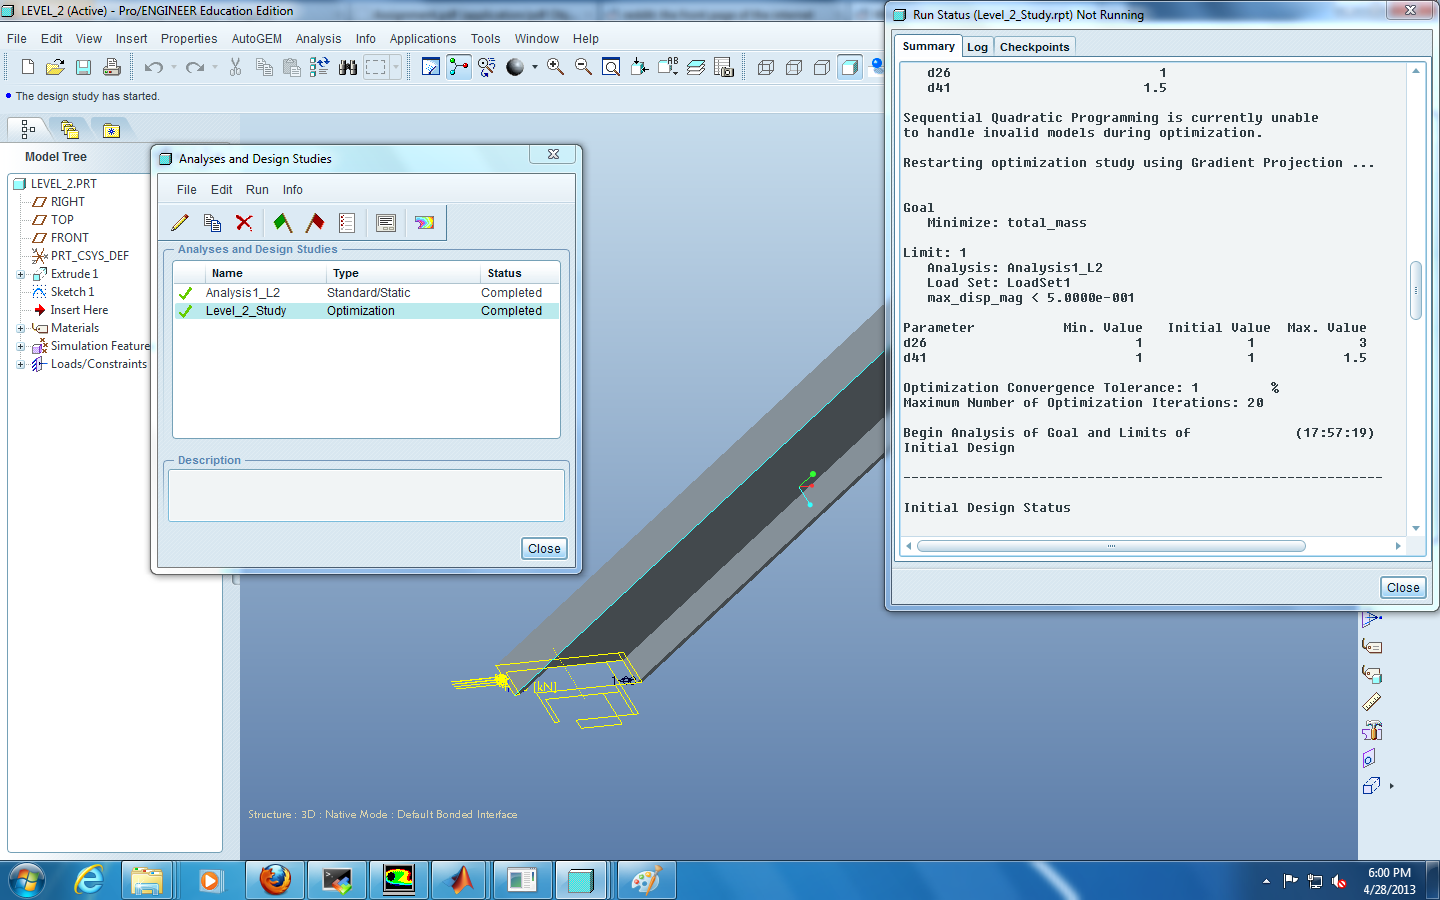 LEVEL_2 (Active) - Pro/ENGINEER Education Edition
File Edit View Insert Properties AutoGEM Analysis Info Applications Tools Window Help
The design study has started.
Model Tree
LEVEL_2.PRT
RIGHT
TOP
FRONT
PRT_CSYS_DEF
Extrude 1
Sketch 1
Insert Here
Materials
Simulation Feature
Loads/Constraints
Analyses and Design Studies
File Edit Run Info
Analyses and Design Studies
Name Type Status
Analysis1_L2 Standard/Static Completed
Level_2_Study Optimization Completed
Description
Close
[kN]
Structure : 3D : Native Mode : Default Bonded Interface
Run Status (Level_2_Study.rpt) Not Running
Summary Log Checkpoints
d26 1
d41 1.5
Sequential Quadratic Programming is currently unable
to handle invalid models during optimization.
Restarting optimization study using Gradient Projection ...
Goal
Minimize: total_mass
Limit: 1
Analysis: Analysis1_L2
Load Set: LoadSet1
max_disp_mag < 5.0000e-001
Parameter Min. Value Initial Value Max. Value
d26 1 1 3
d41 1 1 1.5
Optimization Convergence Tolerance: 1 %
Maximum Number of Optimization Iterations: 20
Begin Analysis of Goal and Limits of (17:57:19)
Initial Design
Initial Design Status
Close
6:00 PM
4/28/2013